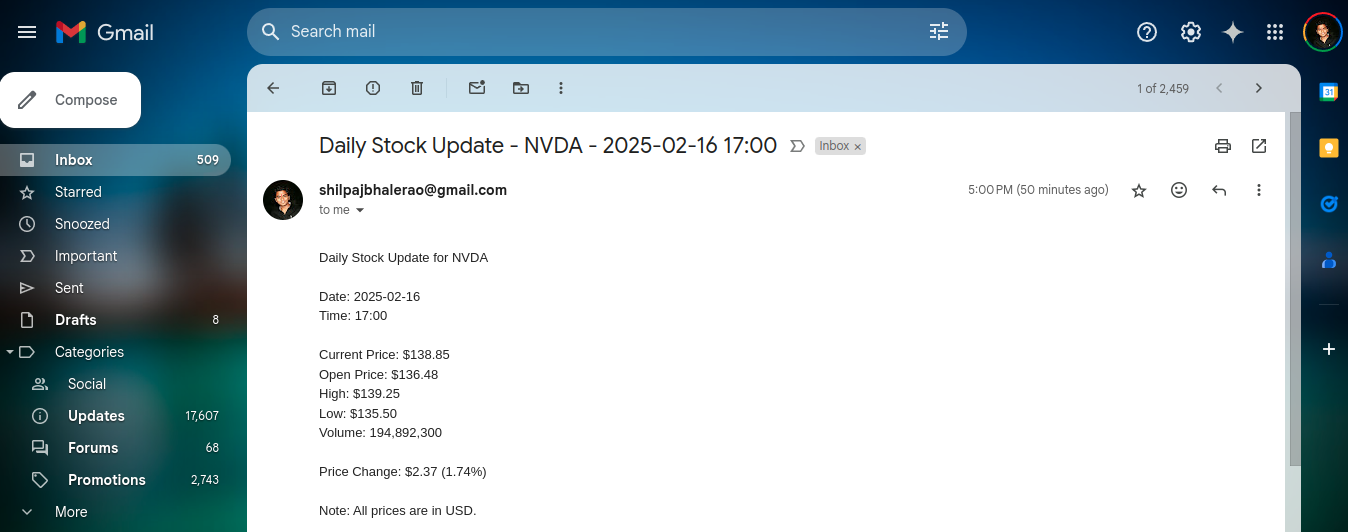 Gmail
Search mail
Compose
1 of 2,459
31
Inbox 509
Starred
Snoozed
Important
Sent
Drafts 8
Categories
Social
Updates 17,607
Forums 68
Promotions 2,743
More
Daily Stock Update - NVDA - 2025-02-16 17:00 Inbox ×
shilpajbhalerao@gmail.com 5:00 PM (50 minutes ago)
to me
Daily Stock Update for NVDA
Date: 2025-02-16
Time: 17:00
Current Price: $138.85
Open Price: $136.48
High: $139.25
Low: $135.50
Volume: 194,892,300
Price Change: $2.37 (1.74%)
Note: All prices are in USD.